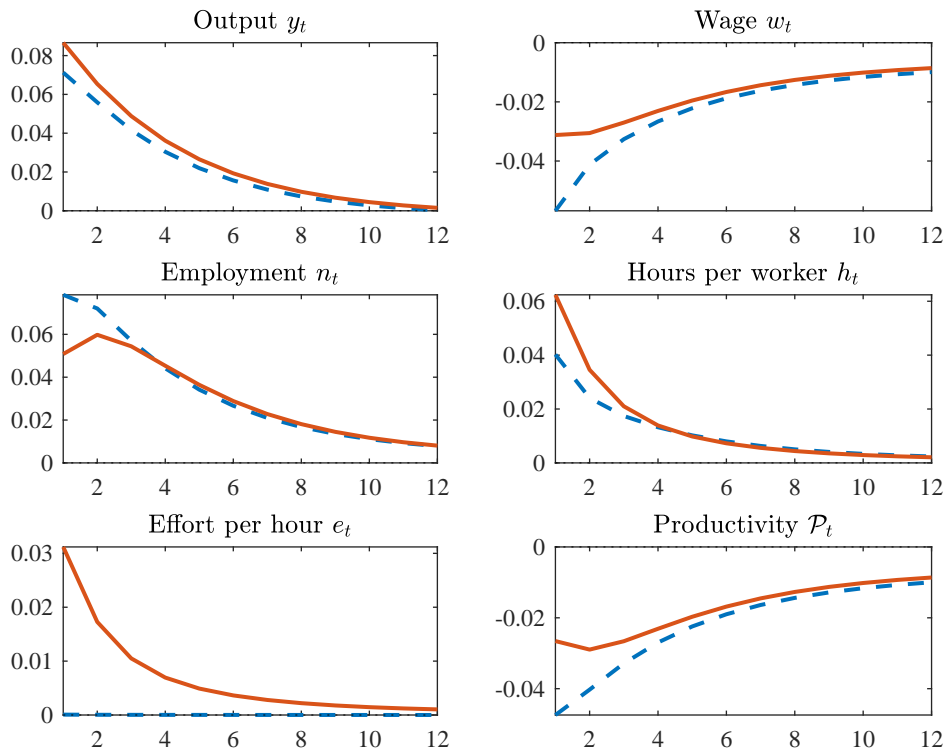 Output y_t
0.08
0.06
0.04
0.02
0
2 4 6 8 10 12
Wage w_t
0
-0.02
-0.04
2 4 6 8 10 12
Employment n_t
0.06
0.04
0.02
0
2 4 6 8 10 12
Hours per worker h_t
0.06
0.04
0.02
0
2 4 6 8 10 12
Effort per hour e_t
0.03
0.02
0.01
0
2 4 6 8 10 12
Productivity 𝒫_t
0
-0.02
-0.04
2 4 6 8 10 12